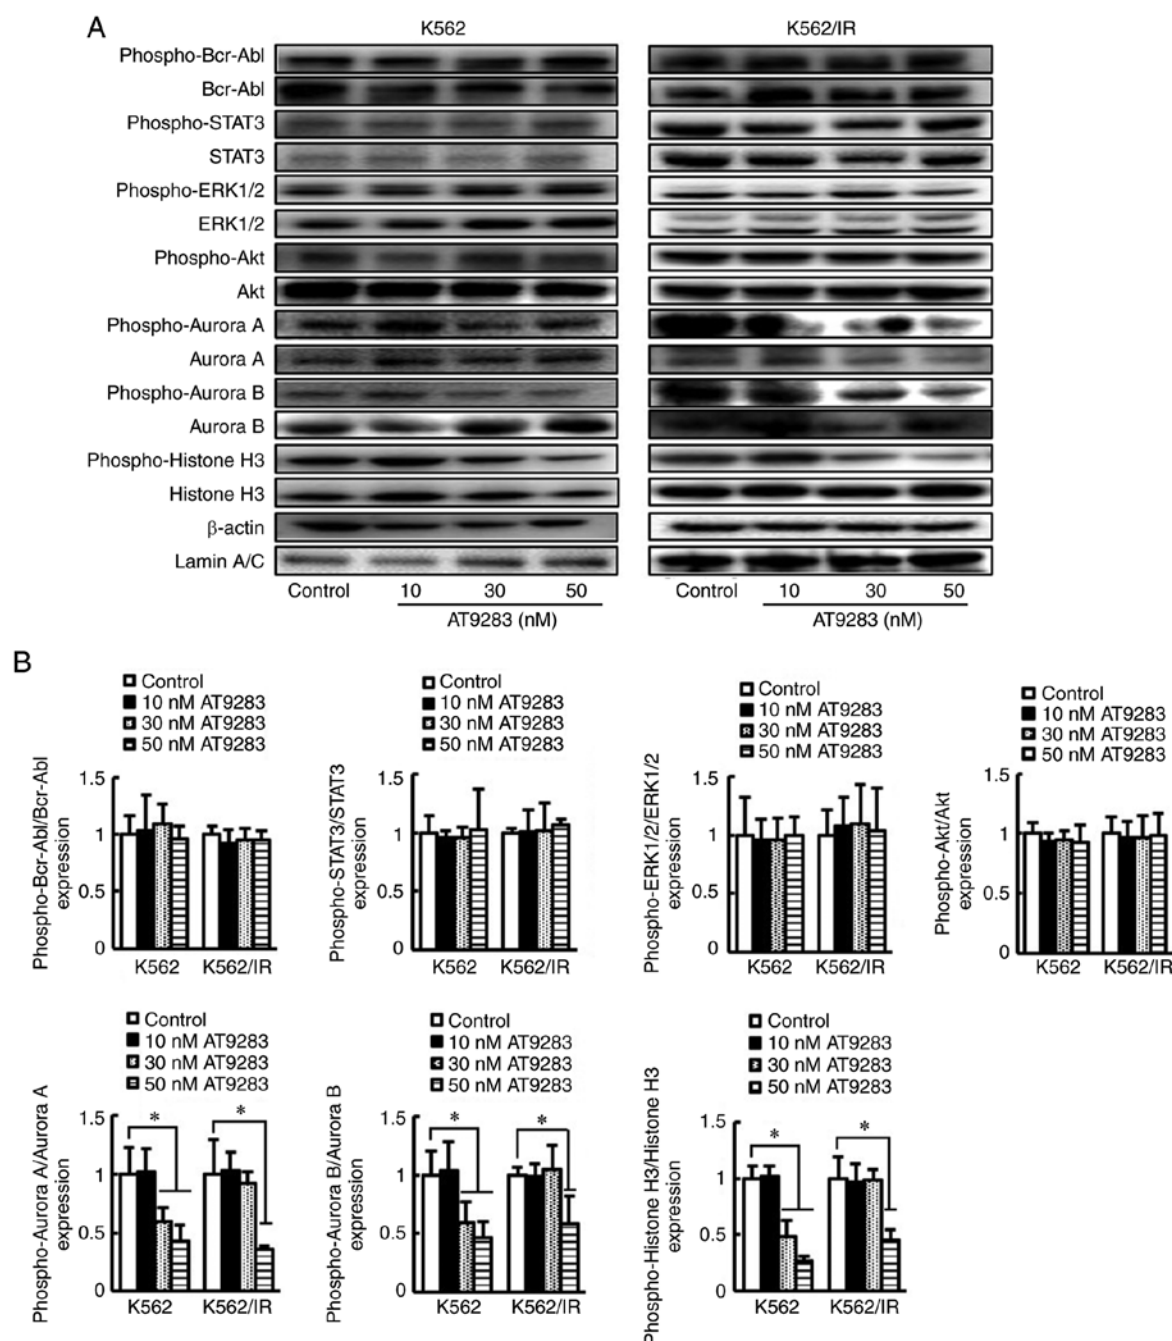 A
K562
K562/IR
Phospho-Bcr-Abl
Bcr-Abl
Phospho-STAT3
STAT3
Phospho-ERK1/2
ERK1/2
Phospho-Akt
Akt
Phospho-Aurora A
Aurora A
Phospho-Aurora B
Aurora B
Phospho-Histone H3
Histone H3
β-actin
Lamin A/C
Control 10 30 50
AT9283 (nM)
Control 10 30 50
AT9283 (nM)
B
Control
10 nM AT9283
30 nM AT9283
50 nM AT9283
Phospho-Bcr-Abl/Bcr-Abl
expression
1.5
1
0.5
0
K562 K562/IR
Control
10 nM AT9283
30 nM AT9283
50 nM AT9283
Phospho-STAT3/STAT3
expression
1.5
1
0.5
0
K562 K562/IR
Control
10 nM AT9283
30 nM AT9283
50 nM AT9283
Phospho-ERK1/2/ERK1/2
expression
1.5
1
0.5
0
K562 K562/IR
Control
10 nM AT9283
30 nM AT9283
50 nM AT9283
Phospho-Akt/Akt
expression
1.5
1
0.5
0
K562 K562/IR
Control
10 nM AT9283
30 nM AT9283
50 nM AT9283
Phospho-Aurora A/Aurora A
expression
1.5
1
0.5
0
* *
K562 K562/IR
Control
10 nM AT9283
30 nM AT9283
50 nM AT9283
Phospho-Aurora B/Aurora B
expression
1.5
1
0.5
0
* *
K562 K562/IR
Control
10 nM AT9283
30 nM AT9283
50 nM AT9283
Phospho-Histone H3/Histone H3
expression
1.5
1
0.5
0
* *
K562 K562/IR